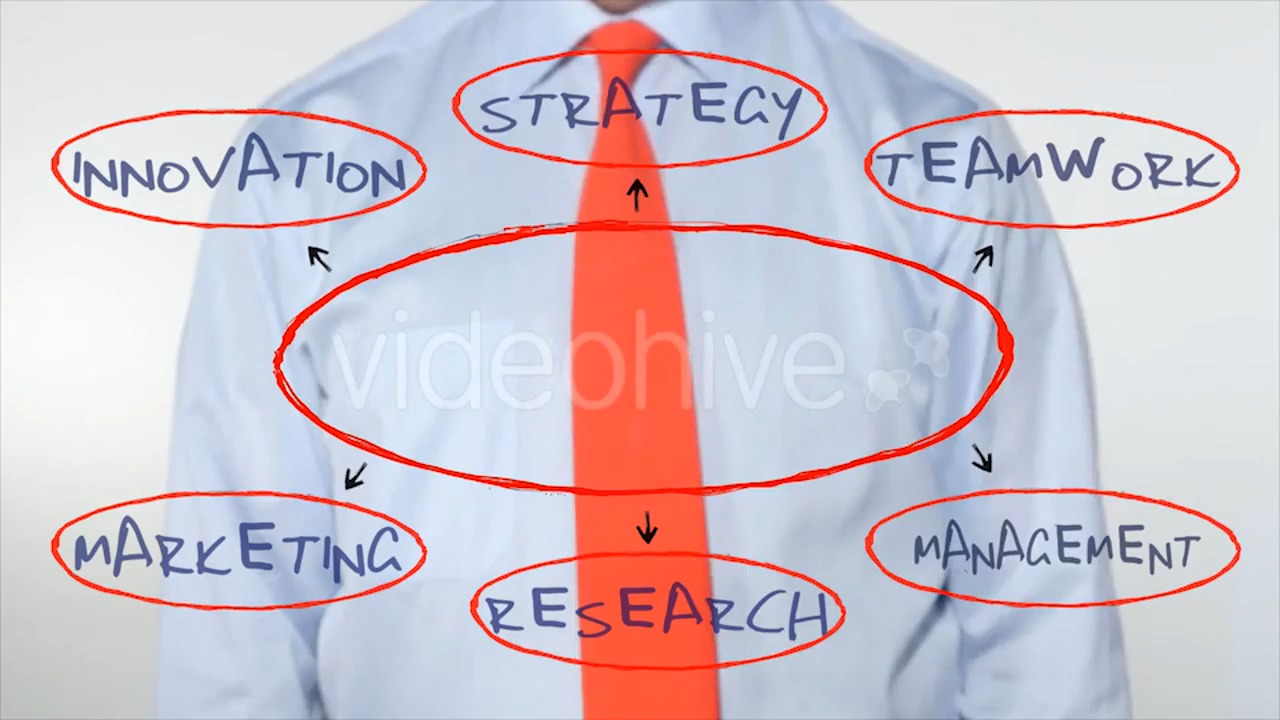 STRATEGY
INNOVATION
TEAMWORK
videohive
MARKETING
MANAGEMENT
RESEARCH